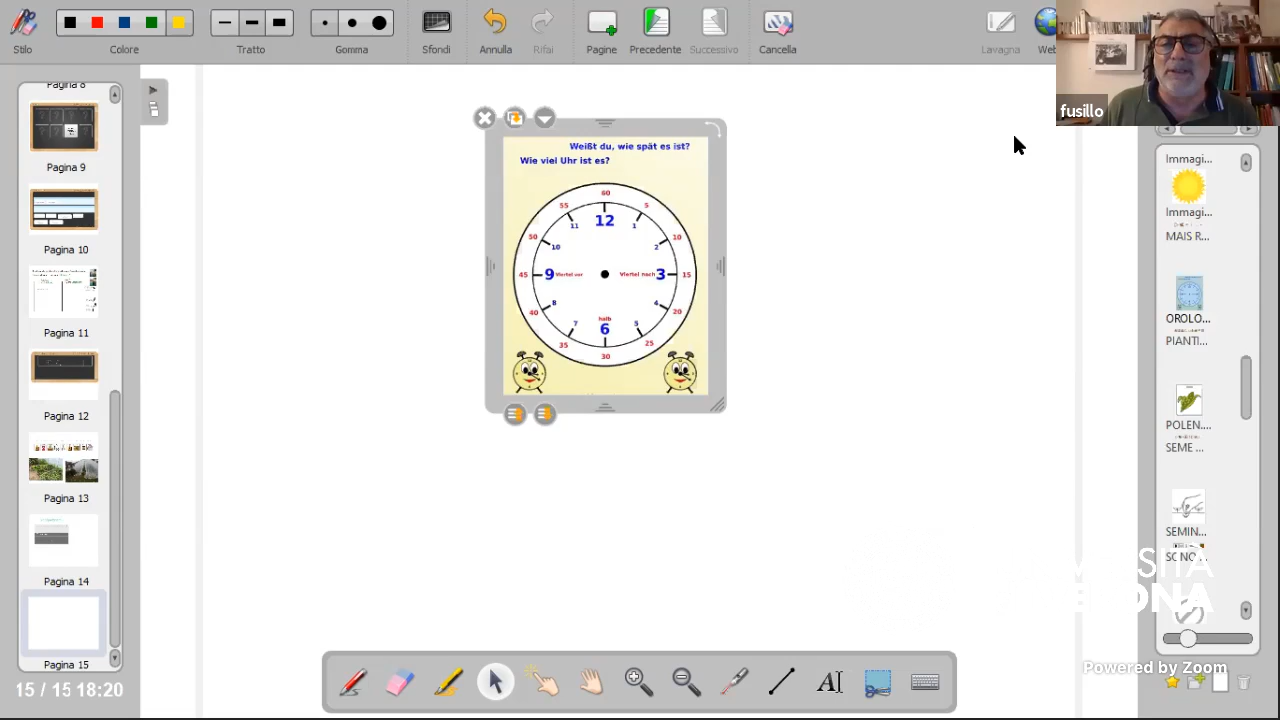 Stilo
Colore
Tratto
Gomma
Sfondi
Annulla
Rifai
Pagine
Precedente
Successivo
Cancella
Lavagna
Web
fusillo
Pagina 8
Pagina 9
Pagina 10
Pagina 11
Pagina 12
Pagina 13
Pagina 14
Pagina 15
15 / 15 18:20
Weißt du, wie spät es ist?
Wie viel Uhr ist es?
60
55
5
12
11
1
50
10
10
2
45
9
Viertel vor
Viertel nach
3
15
8
4
40
20
halb
7
6
5
35
25
30
Immagi...
Immagi...
MAIS R...
OROLO...
PIANTI...
POLEN...
SEME ...
SEMIN...
SONO...
Powered by Zoom